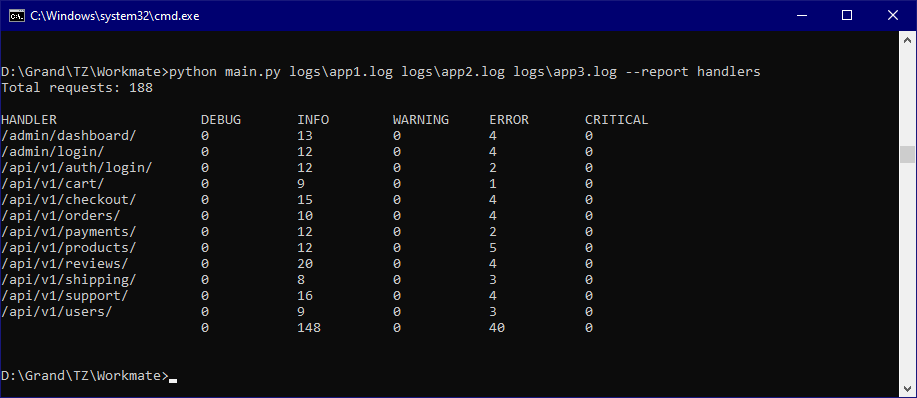 C:\Windows\system32\cmd.exe
D:\Grand\TZ\Workmate>python main.py logs\app1.log logs\app2.log logs\app3.log --report handlers
Total requests: 188
HANDLER DEBUG INFO WARNING ERROR CRITICAL
/admin/dashboard/ 0 13 0 4 0
/admin/login/ 0 12 0 4 0
/api/v1/auth/login/ 0 12 0 2 0
/api/v1/cart/ 0 9 0 1 0
/api/v1/checkout/ 0 15 0 4 0
/api/v1/orders/ 0 10 0 4 0
/api/v1/payments/ 0 12 0 2 0
/api/v1/products/ 0 12 0 5 0
/api/v1/reviews/ 0 20 0 4 0
/api/v1/shipping/ 0 8 0 3 0
/api/v1/support/ 0 16 0 4 0
/api/v1/users/ 0 9 0 3 0
0 148 0 40 0
D:\Grand\TZ\Workmate>